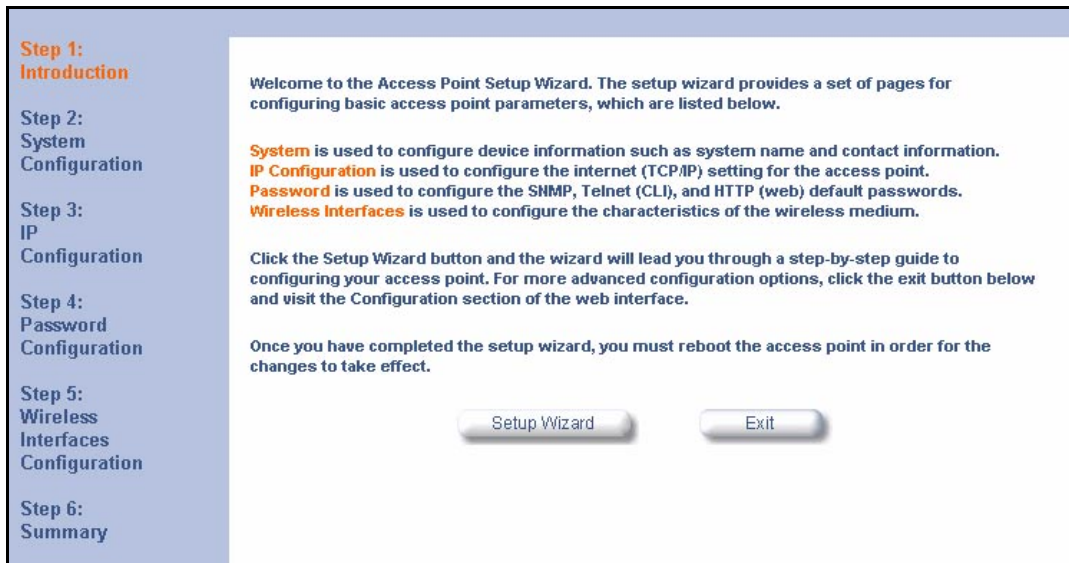 Step 1:
Introduction
Step 2:
System
Configuration
Step 3:
IP
Configuration
Step 4:
Password
Configuration
Step 5:
Wireless
Interfaces
Configuration
Step 6:
Summary
Welcome to the Access Point Setup Wizard. The setup wizard provides a set of pages for
configuring basic access point parameters, which are listed below.
System is used to configure device information such as system name and contact information.
IP Configuration is used to configure the internet (TCP/IP) setting for the access point.
Password is used to configure the SNMP, Telnet (CLI), and HTTP (web) default passwords.
Wireless Interfaces is used to configure the characteristics of the wireless medium.
Click the Setup Wizard button and the wizard will lead you through a step-by-step guide to
configuring your access point. For more advanced configuration options, click the exit button below
and visit the Configuration section of the web interface.
Once you have completed the setup wizard, you must reboot the access point in order for the
changes to take effect.
Setup Wizard
Exit